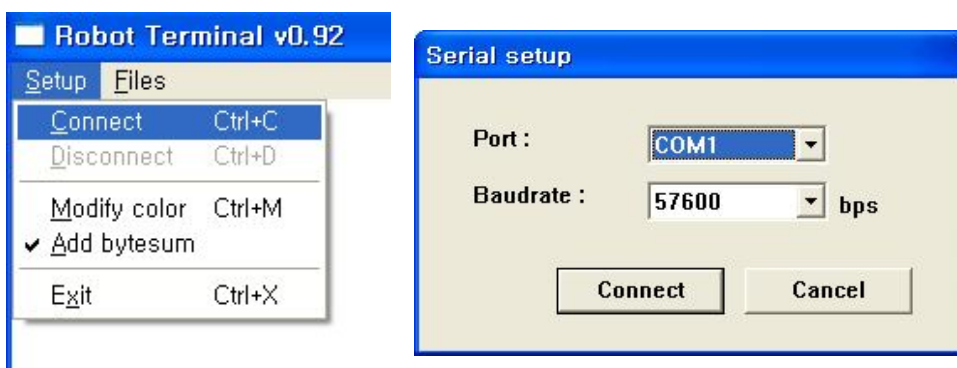 Robot Terminal v0.92
Setup Files
Connect Ctrl+C
Disconnect Ctrl+D
Modify color Ctrl+M
Add bytesum
Exit Ctrl+X
Serial setup
Port : COM1
Baudrate : 57600 bps
Connect Cancel